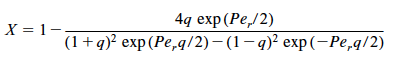 X = 1 − 4q exp (Pe_r/2) / ((1 + q)² exp (Pe_r q/2) − (1 − q)² exp (−Pe_r q/2))